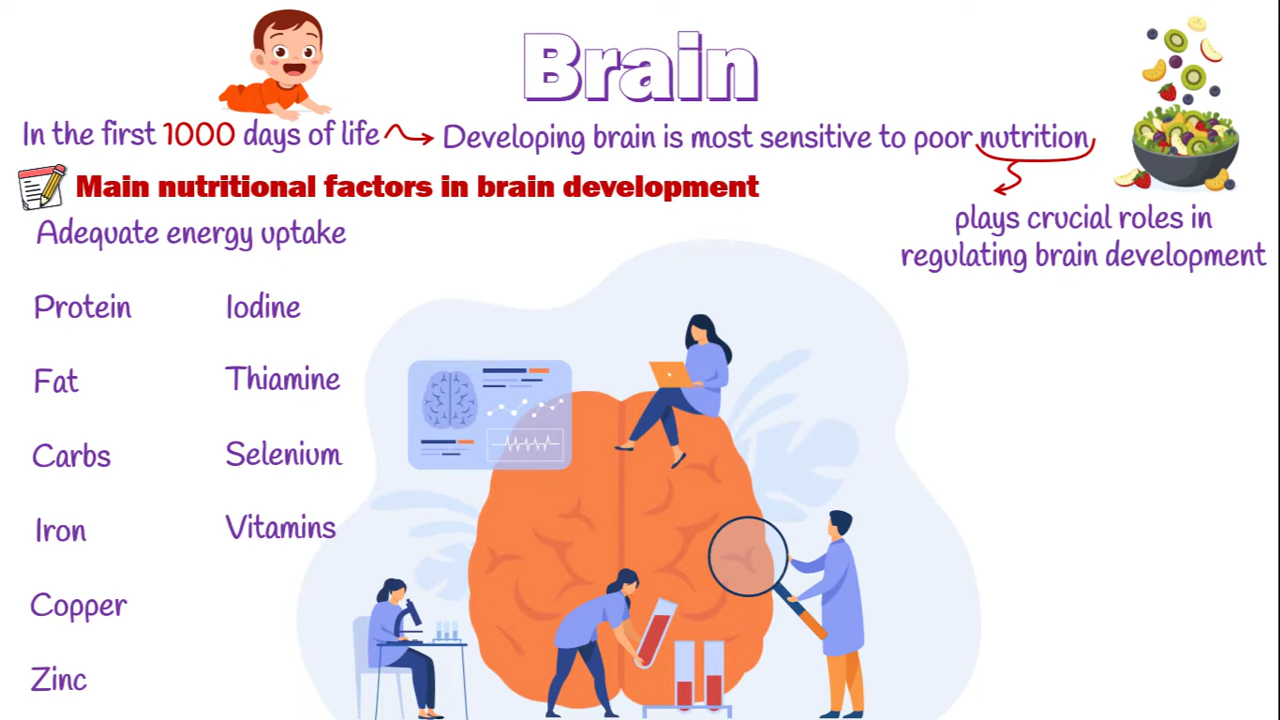 Brain
In the first 1000 days of life
Developing brain is most sensitive to poor nutrition
Main nutritional factors in brain development
plays crucial roles in
regulating brain development
Adequate energy uptake
Protein
Fat
Carbs
Iron
Copper
Zinc
Iodine
Thiamine
Selenium
Vitamins